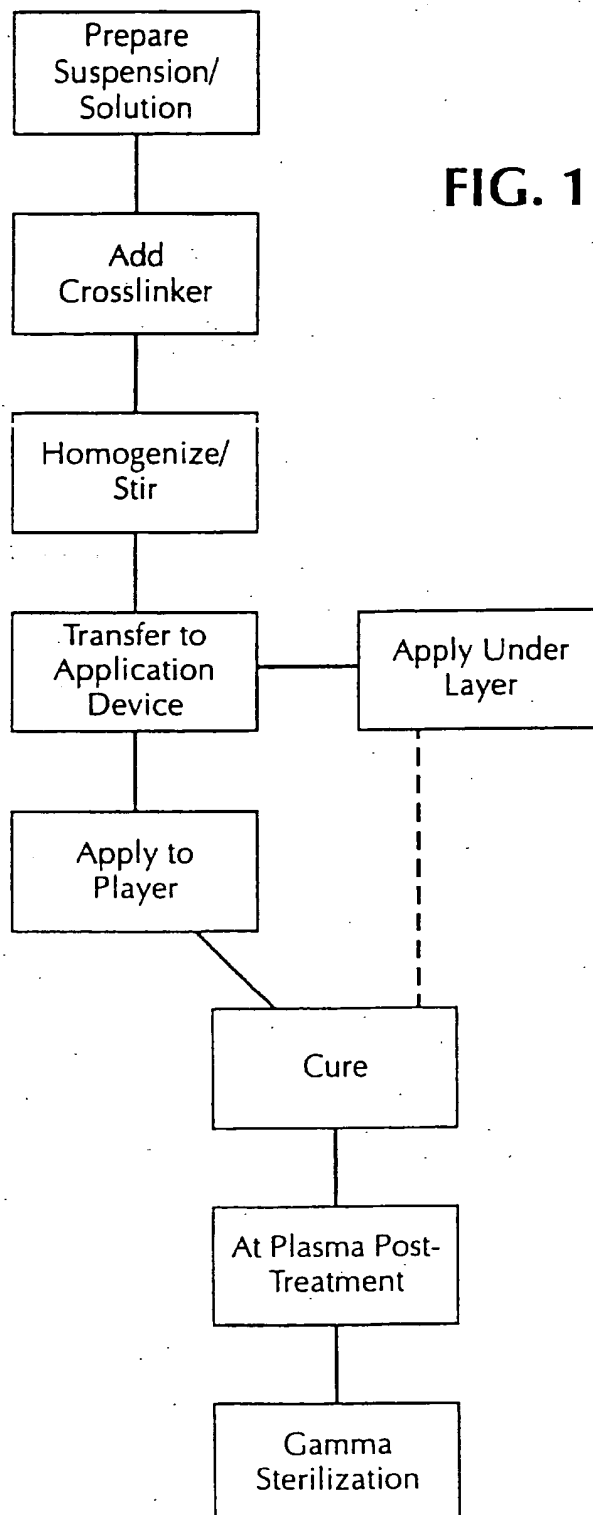 Prepare
Suspension/
Solution
FIG. 1
Add
Crosslinker
Homogenize/
Stir
Transfer to
Application
Device
Apply Under
Layer
Apply to
Player
Cure
At Plasma Post-
Treatment
Gamma
Sterilization